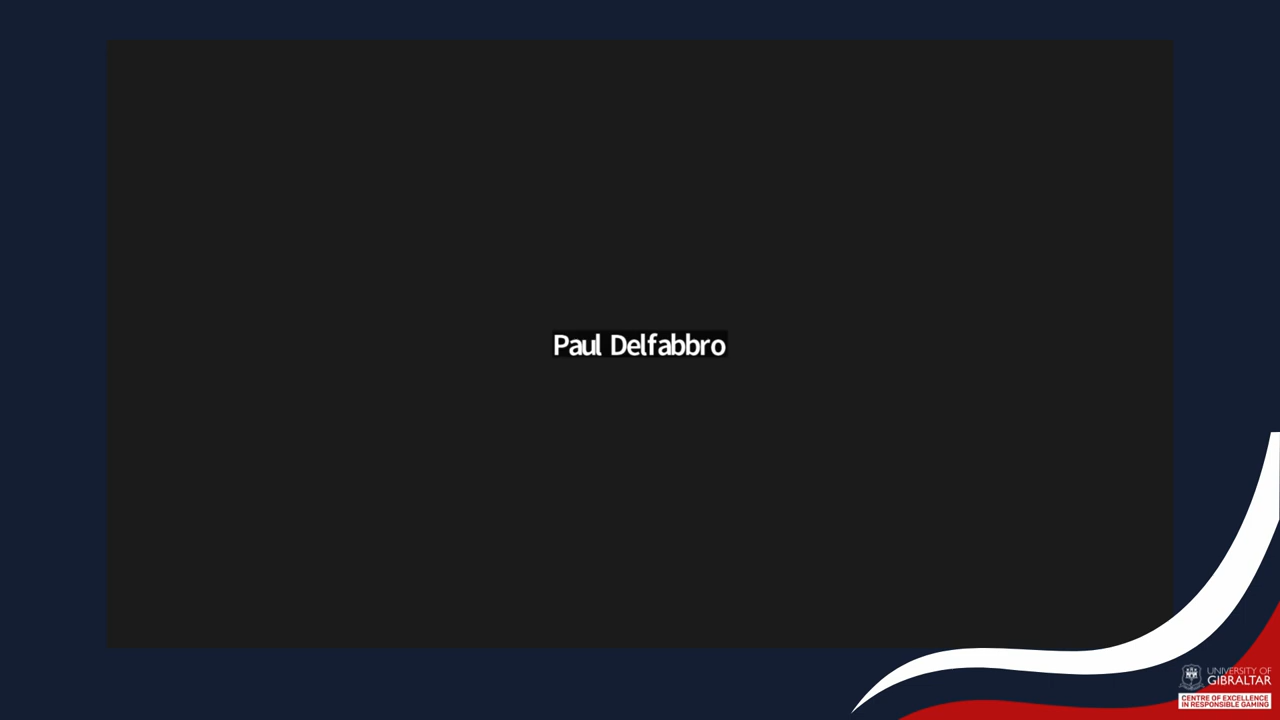 Paul Delfabbro
UNIVERSITY OF
GIBRALTAR
CENTRE OF EXCELLENCE
IN RESPONSIBLE GAMING